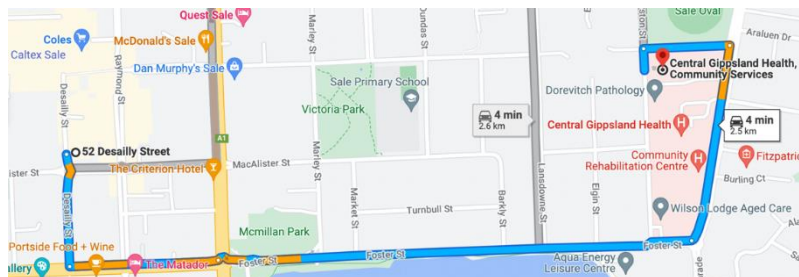 Quest Sale
Sale Oval
Araluen Dr
Coles
McDonald's Sale
Caltex Sale
Raymond St
Marley St
Dundas St
Dan Murphy's Sale
Sale Primary School
Central Gippsland Health,
Community Services
Dorevitch Pathology
Desailly St
Victoria Park
4 min
2.6 km
4 min
2.5 km
A1
Central Gippsland Health
52 Desailly Street
MacAlister St
The Criterion Hotel
Community
Rehabilitation Centre
Fitzpatric
Burling Ct
Marley St
Market St
Barkly St
Lansdowne St
Elgin St
Desailly St
Turnbull St
Wilson Lodge Aged Care
Mcmillan Park
Portside Food + Wine
The Matador
Foster St
Foster St
Foster St
Aqua Energy
Leisure Centre